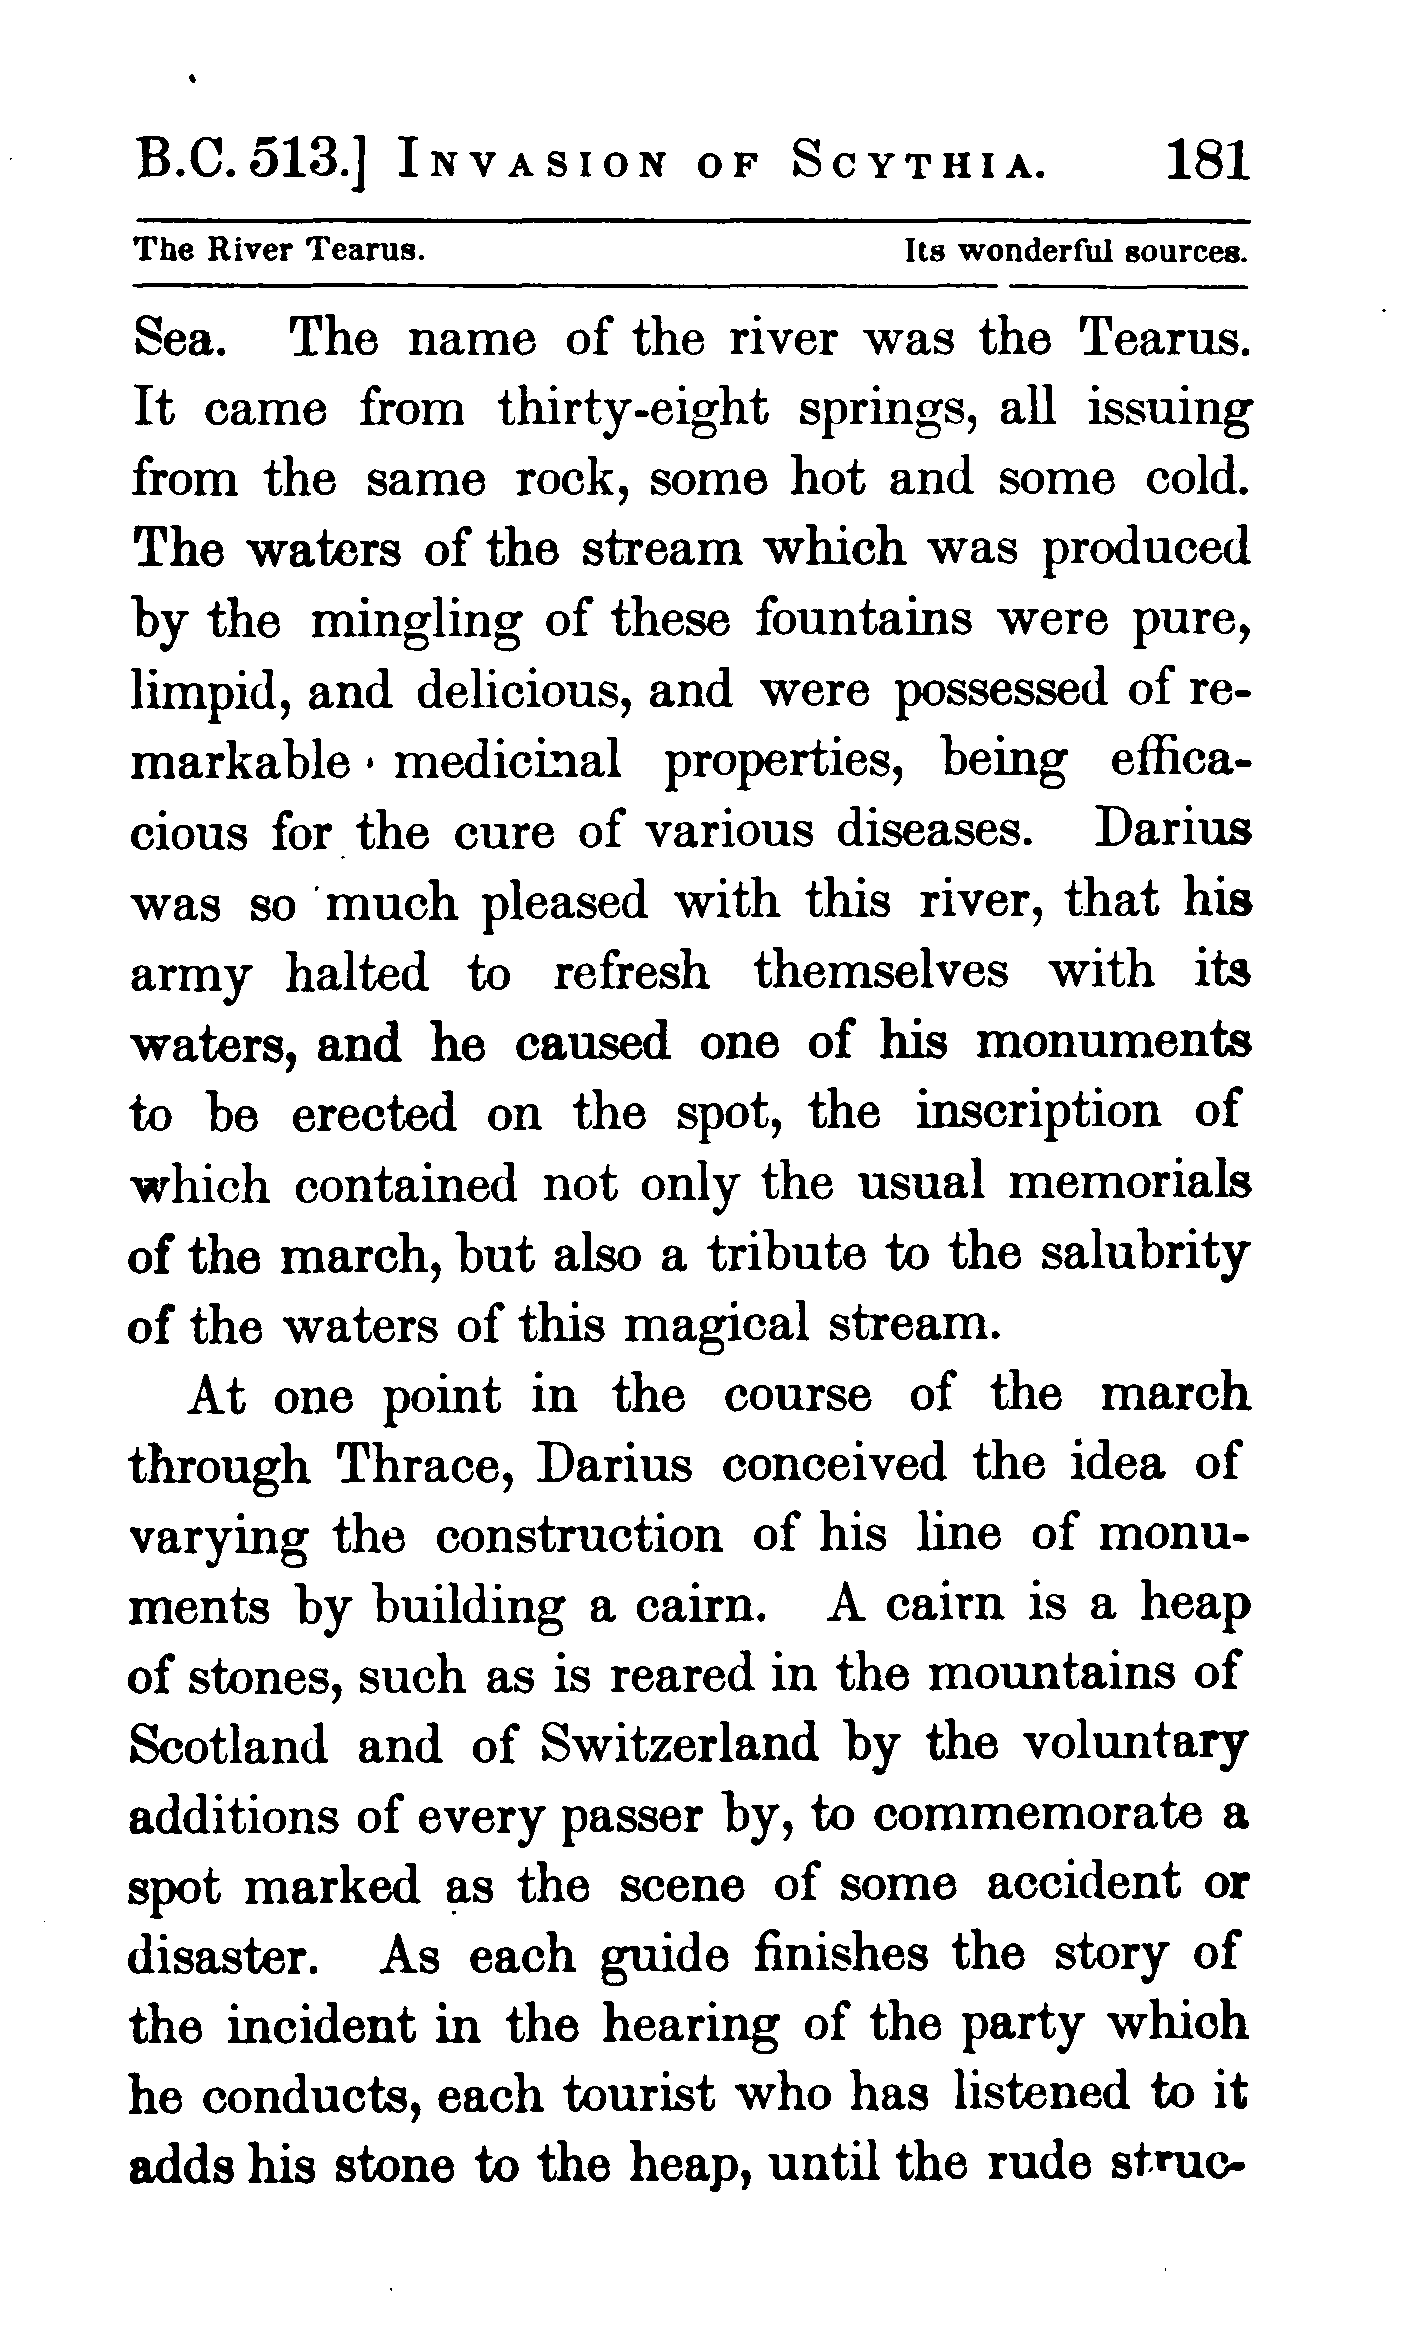 B.C. 513.] INVASION OF SCYTHIA. 181
The River Tearus. Its wonderful sources.
Sea. The name of the river was the Tearus.
It came from thirty-eight springs, all issuing
from the same rock, some hot and some cold.
The waters of the stream which was produced
by the mingling of these fountains were pure,
limpid, and delicious, and were possessed of re-
markable medicinal properties, being effica-
cious for the cure of various diseases. Darius
was so much pleased with this river, that his
army halted to refresh themselves with its
waters, and he caused one of his monuments
to be erected on the spot, the inscription of
which contained not only the usual memorials
of the march, but also a tribute to the salubrity
of the waters of this magical stream.
At one point in the course of the march
through Thrace, Darius conceived the idea of
varying the construction of his line of monu-
ments by building a cairn. A cairn is a heap
of stones, such as is reared in the mountains of
Scotland and of Switzerland by the voluntary
additions of every passer by, to commemorate a
spot marked as the scene of some accident or
disaster. As each guide finishes the story of
the incident in the hearing of the party which
he conducts, each tourist who has listened to it
adds his stone to the heap, until the rude struc-